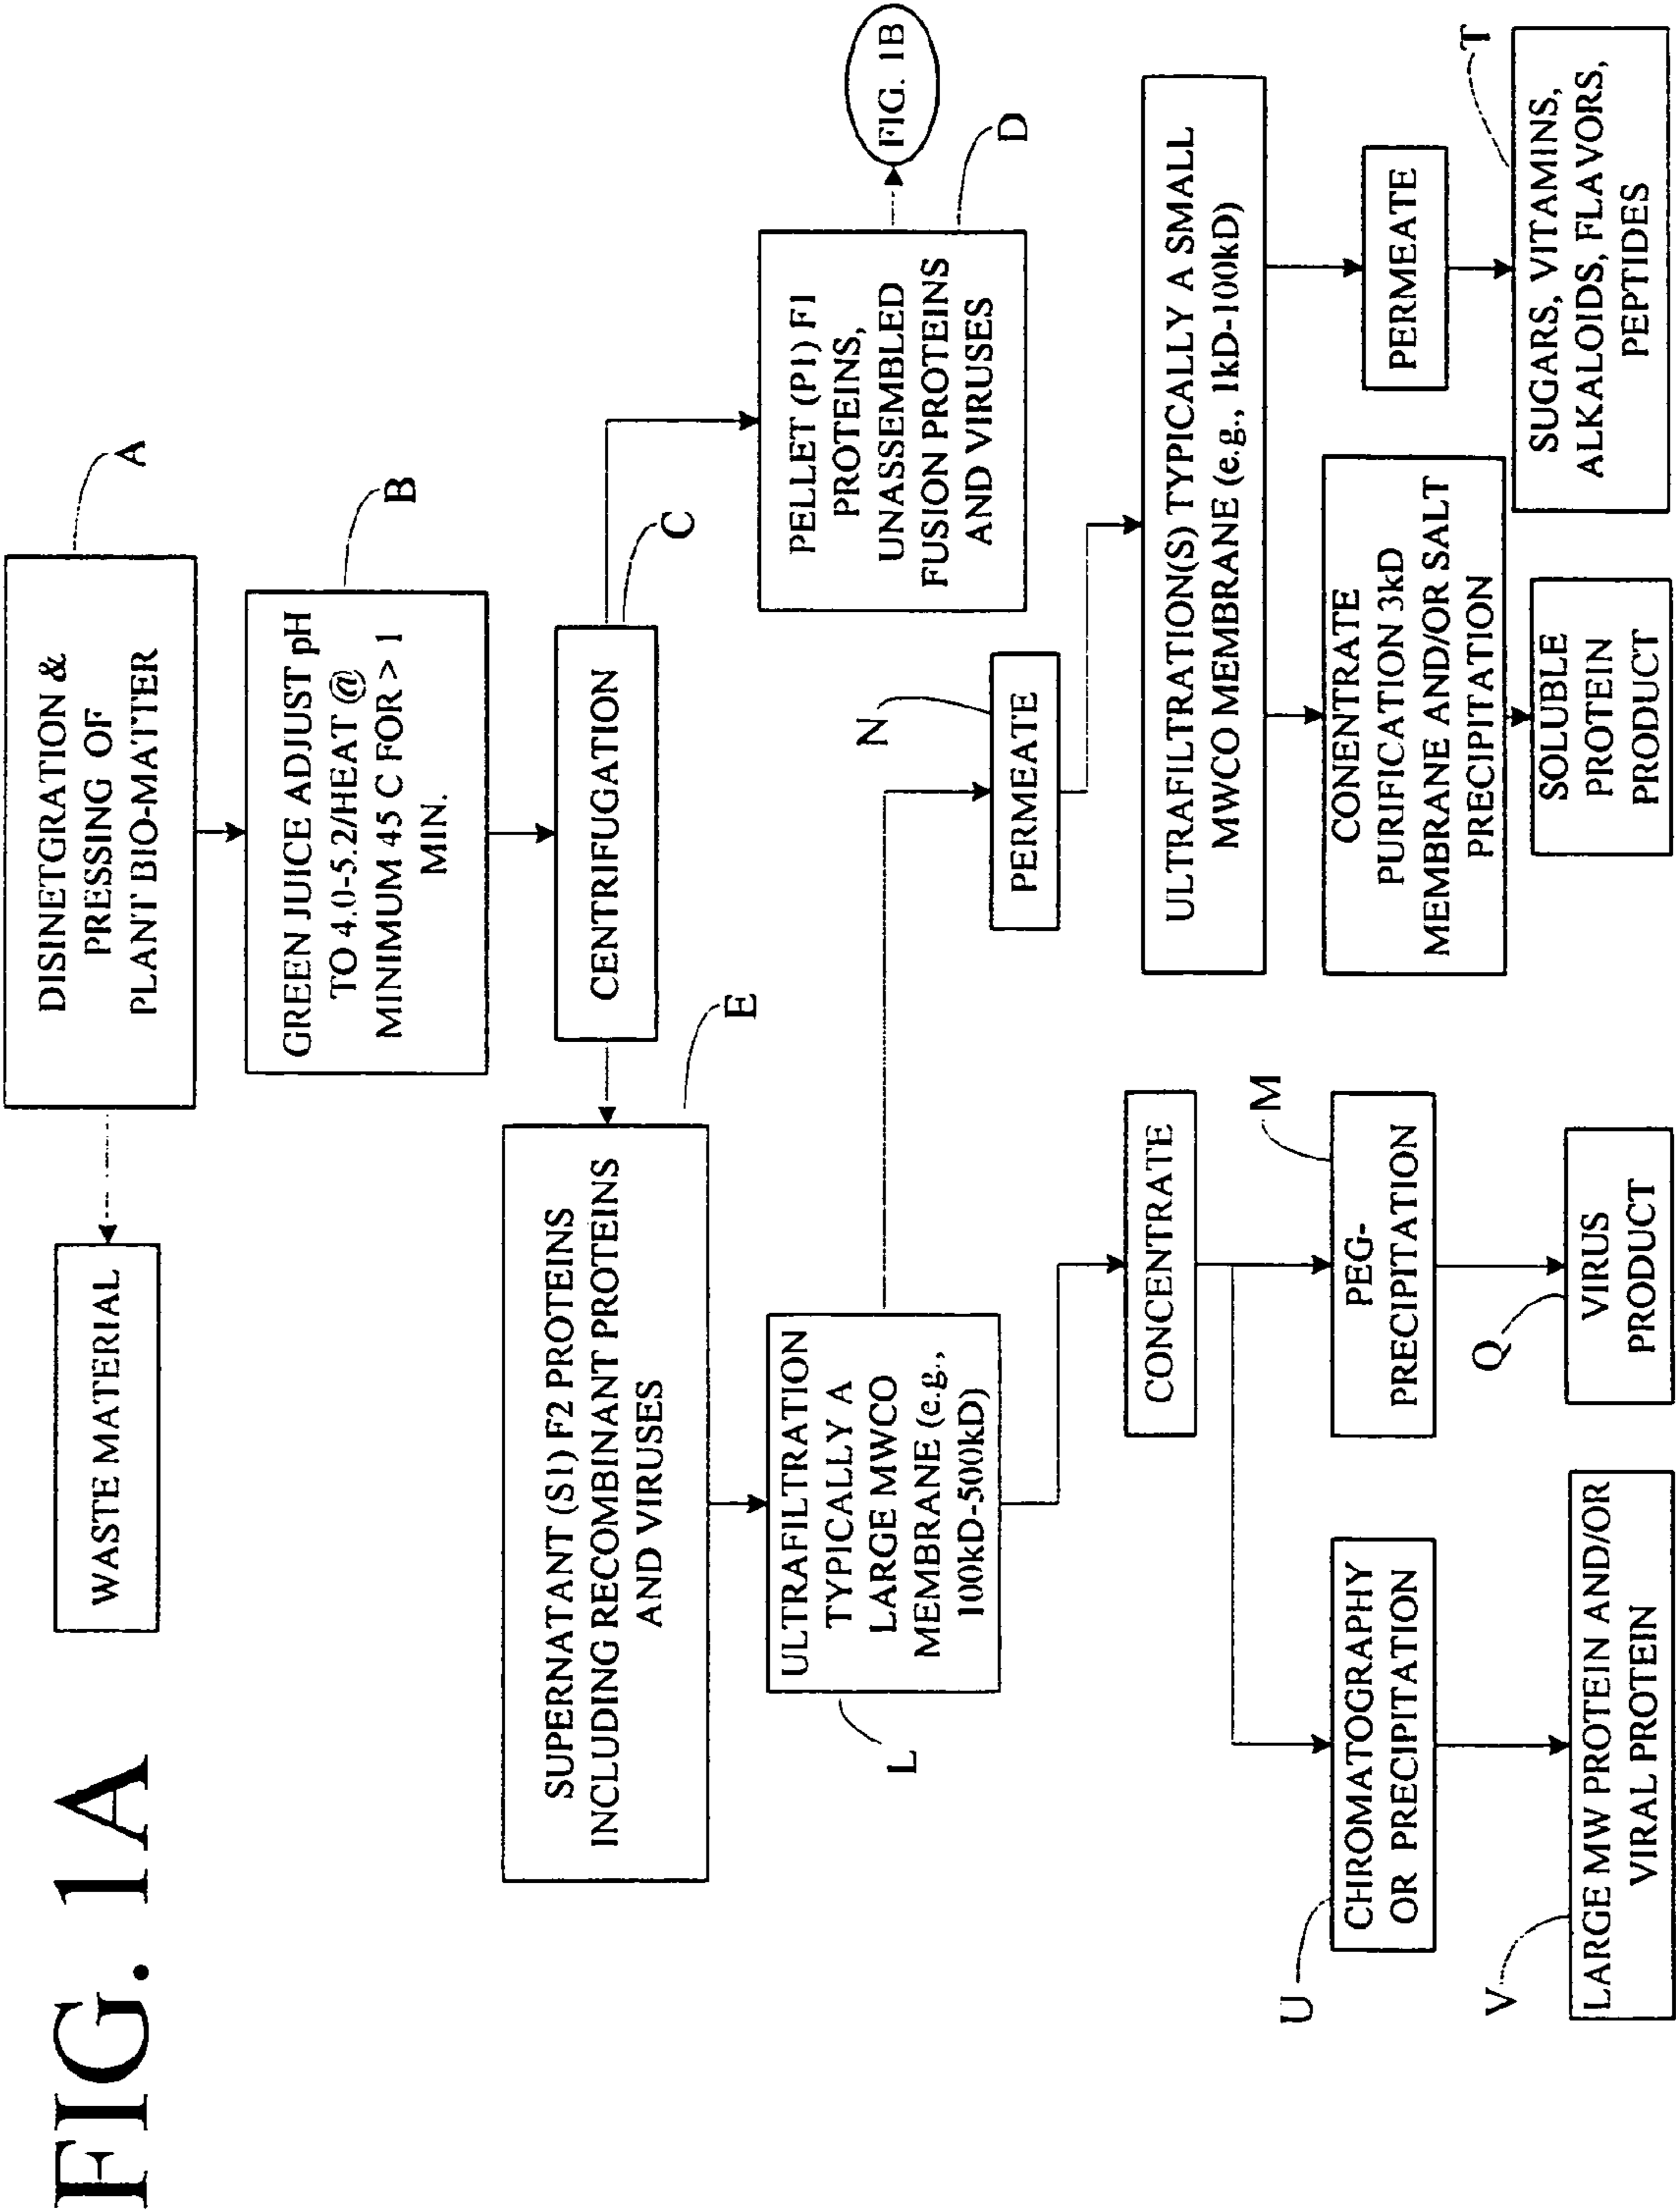 FIG. 1A
WASTE MATERIAL
DISINETGRATION &
PRESSING OF
PLANT BIO-MATTER
A
GREEN JUICE ADJUST pH
TO 4.0-5.2/HEAT @
MINIMUM 45 C FOR > 1
MIN.
B
CENTRIFUGATION
C
SUPERNATANT (S1) F2 PROTEINS
INCLUDING RECOMBINANT PROTEINS
AND VIRUSES
E
PELLET (P1) F1
PROTEINS,
UNASSEMBLED
FUSION PROTEINS
AND VIRUSES
D
FIG. 1B
ULTRAFILTRATION
TYPICALLY A
LARGE MWCO
MEMBRANE (e.g.,
100kD-500kD)
L
N
PERMEATE
CONCENTRATE
ULTRAFILTRATION(S) TYPICALLY A SMALL
MWCO MEMBRANE (e.g., 1kD-100kD)
U
CHROMATOGRAPHY
OR PRECIPITATION
M
PEG-
PRECIPITATION
CONENTRATE
PURIFICATION 3kD
MEMBRANE AND/OR SALT
PRECIPITATION
PERMEATE
V
LARGE MW PROTEIN AND/OR
VIRAL PROTEIN
Q
VIRUS
PRODUCT
SOLUBLE
PROTEIN
PRODUCT
T
SUGARS, VITAMINS,
ALKALOIDS, FLAVORS,
PEPTIDES